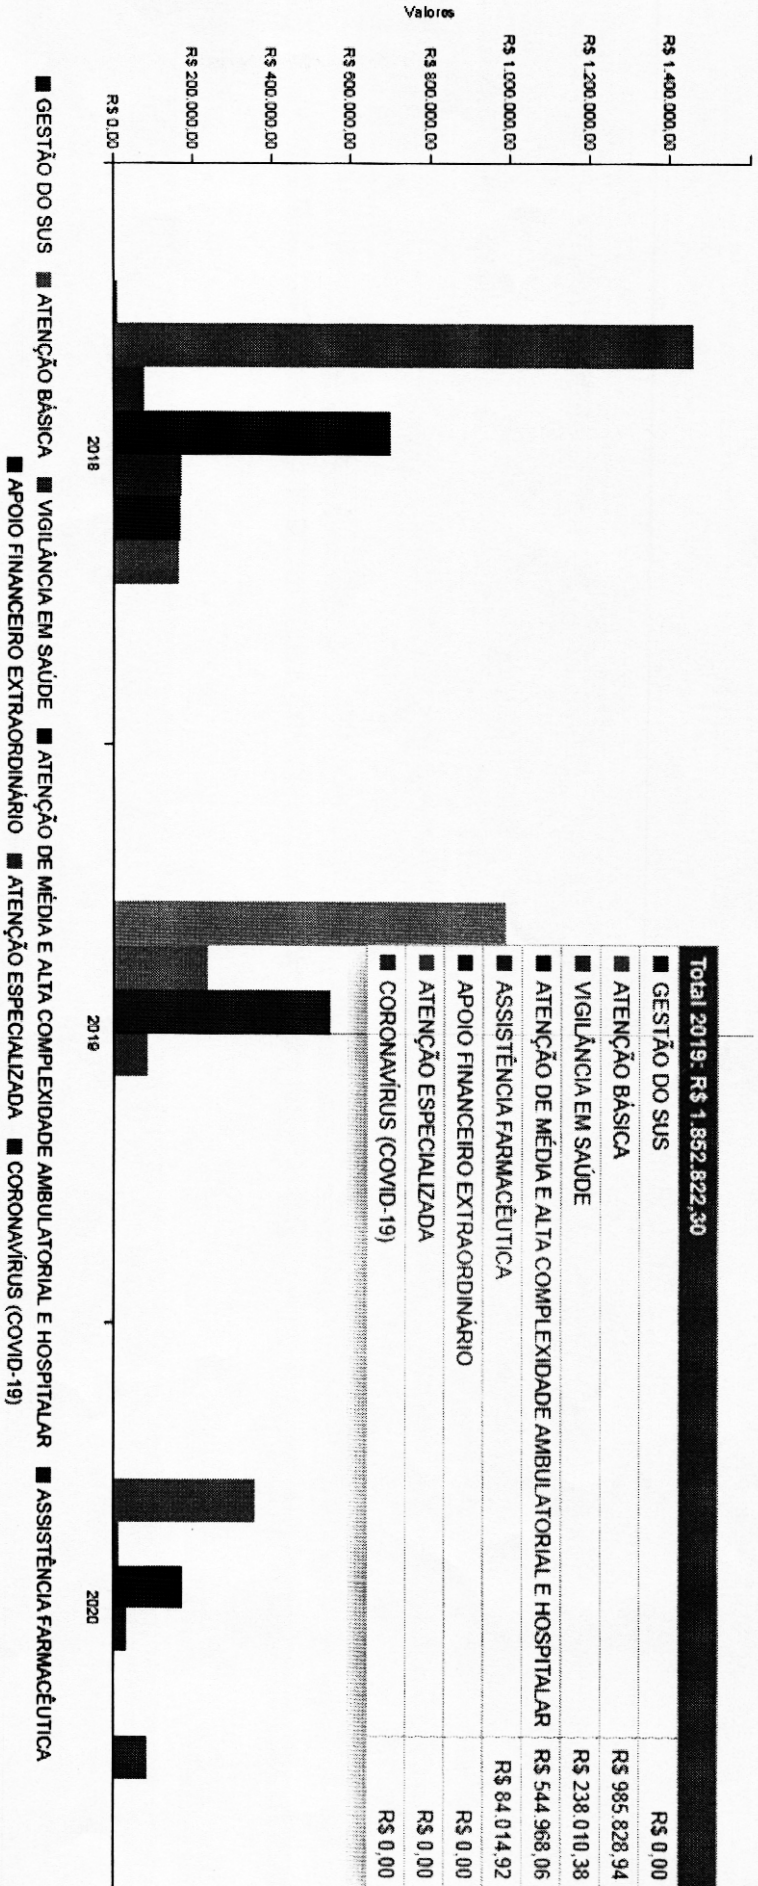 Valores
R$ 1.400.000,00
R$ 1.200.000,00
R$ 1.000.000,00
R$ 800.000,00
R$ 600.000,00
R$ 400.000,00
R$ 200.000,00
R$ 0,00
Total 2019: R$ 1.852.822,30
GESTÃO DO SUS R$ 0,00
ATENÇÃO BÁSICA R$ 985.828,94
VIGILÂNCIA EM SAÚDE R$ 238.010,38
ATENÇÃO DE MÉDIA E ALTA COMPLEXIDADE AMBULATORIAL E HOSPITALAR R$ 544.968,06
ASSISTÊNCIA FARMACÊUTICA R$ 84.014,92
APOIO FINANCEIRO EXTRAORDINÁRIO R$ 0,00
ATENÇÃO ESPECIALIZADA R$ 0,00
CORONAVÍRUS (COVID-19) R$ 0,00
2018 2019 2020
GESTÃO DO SUS ATENÇÃO BÁSICA VIGILÂNCIA EM SAÚDE ATENÇÃO DE MÉDIA E ALTA COMPLEXIDADE AMBULATORIAL E HOSPITALAR ASSISTÊNCIA FARMACÊUTICA
APOIO FINANCEIRO EXTRAORDINÁRIO ATENÇÃO ESPECIALIZADA CORONAVÍRUS (COVID-19)